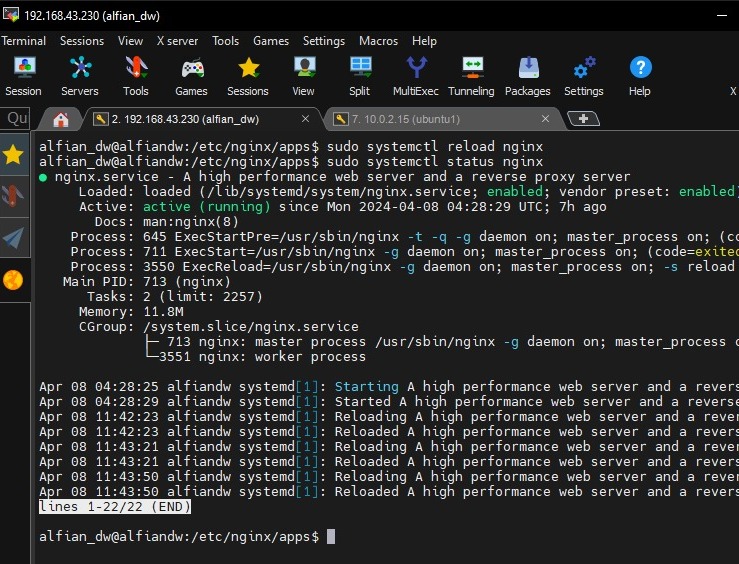 192.168.43.230 (alfian_dw)
Terminal Sessions View X server Tools Games Settings Macros Help
Session Servers Tools Games Sessions View Split MultiExec Tunneling Packages Settings Help X
Qu 2. 192.168.43.230 (alfian_dw) 7. 10.0.2.15 (ubuntu1)
alfian_dw@alfiandw:/etc/nginx/apps$ sudo systemctl reload nginx
alfian_dw@alfiandw:/etc/nginx/apps$ sudo systemctl status nginx
● nginx.service - A high performance web server and a reverse proxy server
Loaded: loaded (/lib/systemd/system/nginx.service; enabled; vendor preset: enabled)
Active: active (running) since Mon 2024-04-08 04:28:29 UTC; 7h ago
Docs: man:nginx(8)
Process: 645 ExecStartPre=/usr/sbin/nginx -t -q -g daemon on; master_process on; (co
Process: 711 ExecStart=/usr/sbin/nginx -g daemon on; master_process on; (code=exited
Process: 3550 ExecReload=/usr/sbin/nginx -g daemon on; master_process on; -s reload
Main PID: 713 (nginx)
Tasks: 2 (limit: 2257)
Memory: 11.8M
CGroup: /system.slice/nginx.service
├─ 713 nginx: master process /usr/sbin/nginx -g daemon on; master_process o
└─3551 nginx: worker process
Apr 08 04:28:25 alfiandw systemd[1]: Starting A high performance web server and a revers
Apr 08 04:28:29 alfiandw systemd[1]: Started A high performance web server and a reverse
Apr 08 11:42:23 alfiandw systemd[1]: Reloading A high performance web server and a rever
Apr 08 11:42:23 alfiandw systemd[1]: Reloaded A high performance web server and a revers
Apr 08 11:43:21 alfiandw systemd[1]: Reloading A high performance web server and a rever
Apr 08 11:43:21 alfiandw systemd[1]: Reloaded A high performance web server and a revers
Apr 08 11:43:50 alfiandw systemd[1]: Reloading A high performance web server and a rever
Apr 08 11:43:50 alfiandw systemd[1]: Reloaded A high performance web server and a revers
lines 1-22/22 (END)
alfian_dw@alfiandw:/etc/nginx/apps$